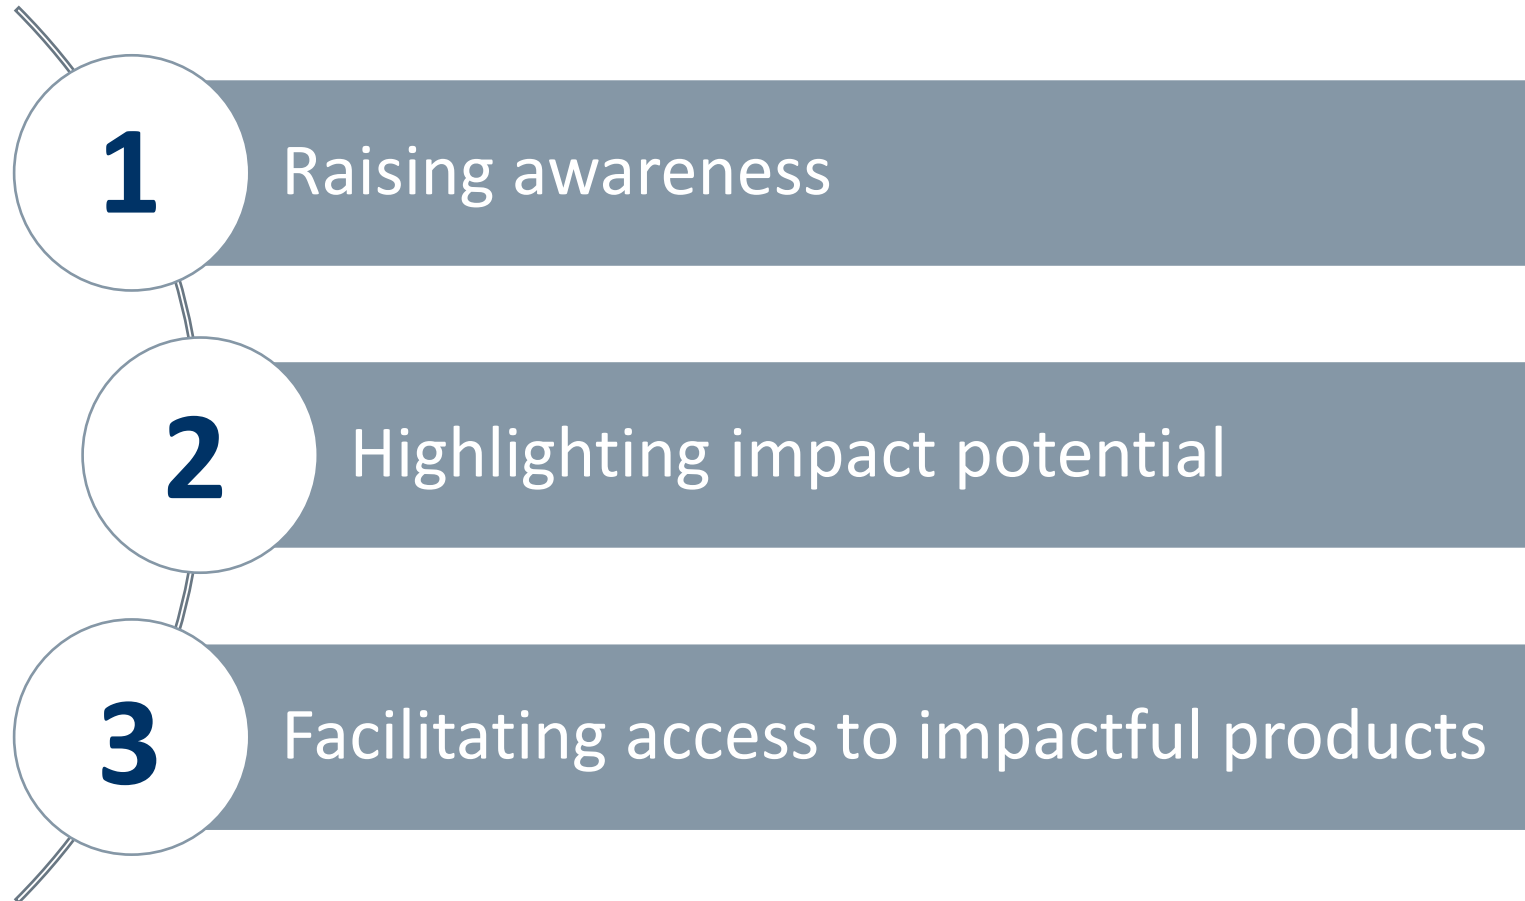 1
Raising awareness
2
Highlighting impact potential
3
Facilitating access to impactful products